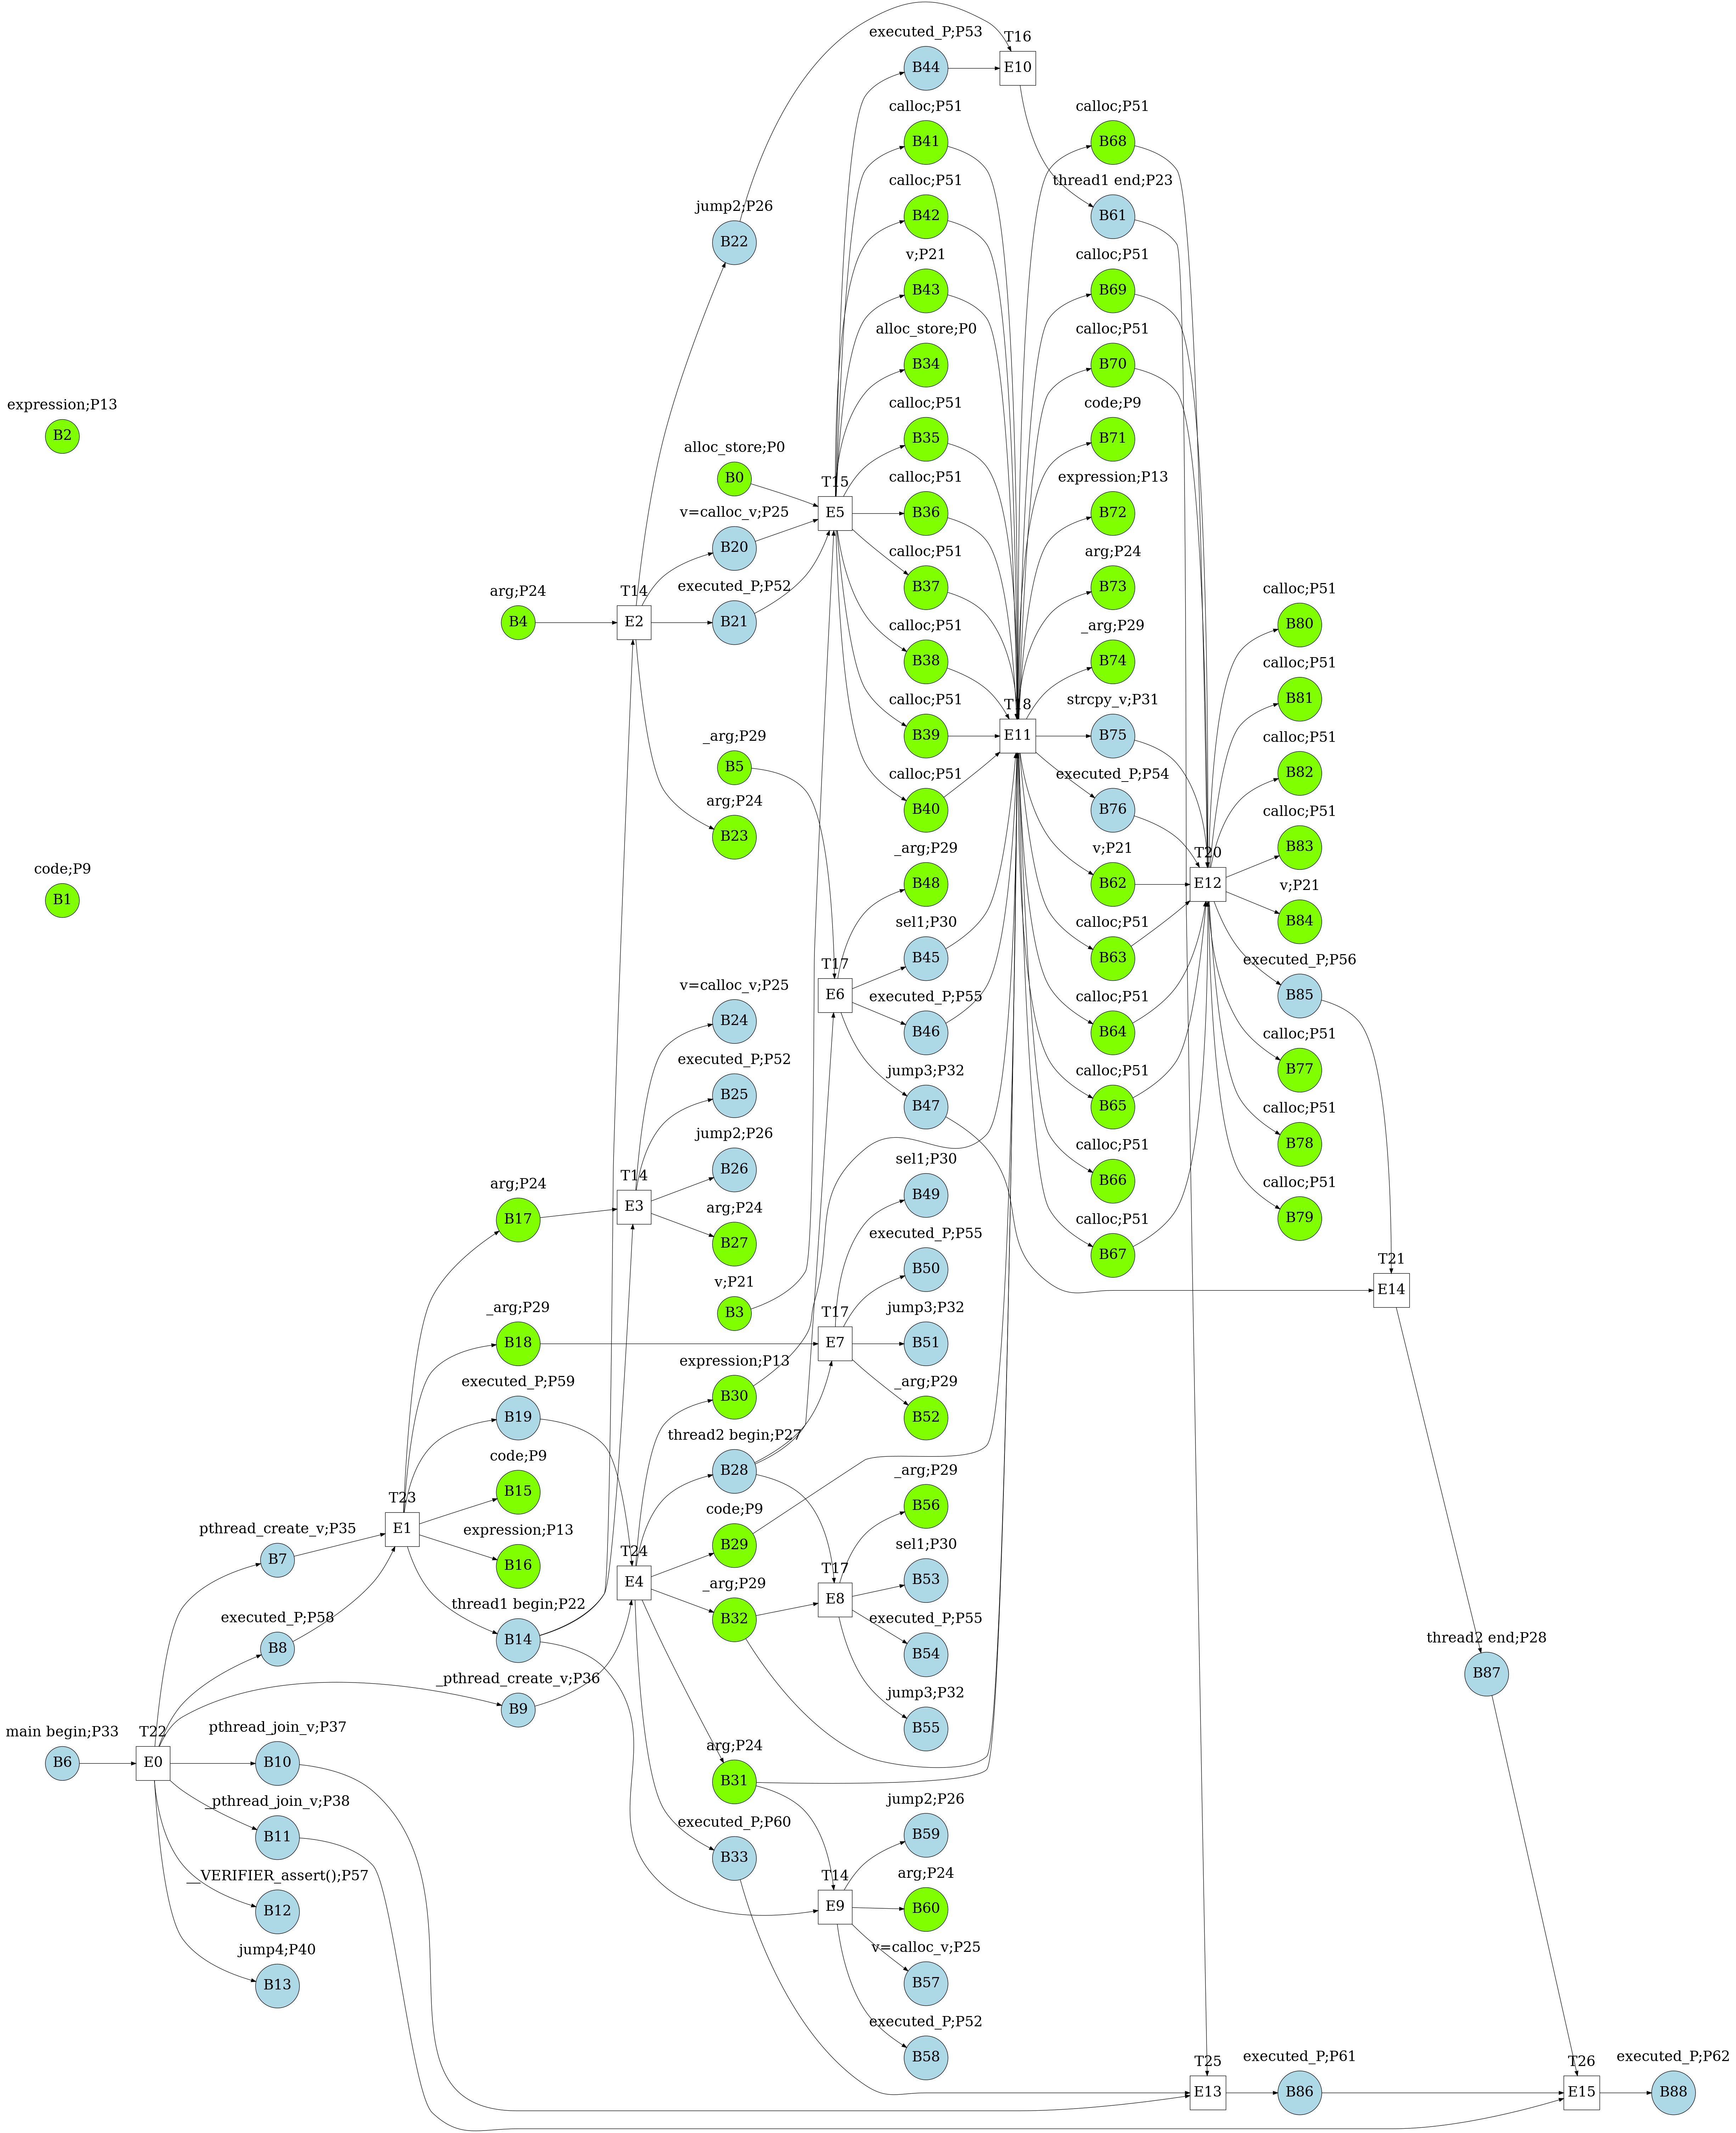 T16
executed_P;P53
B44
E10
calloc;P51
B41
calloc;P51
B68
calloc;P51
B42
thread1 end;P23
B61
jump2;P26
B22
v;P21
B43
calloc;P51
B69
alloc_store;P0
B34
calloc;P51
B70
expression;P13
B2
calloc;P51
B35
code;P9
B71
alloc_store;P0
B0
T15
E5
calloc;P51
B36
expression;P13
B72
v=calloc_v;P25
B20
calloc;P51
B37
arg;P24
B73
arg;P24
B4
T14
E2
executed_P;P52
B21
calloc;P51
B38
_arg;P29
B74
calloc;P51
B80
calloc;P51
B39
T18
E11
strcpy_v;P31
B75
calloc;P51
B81
_arg;P29
B5
calloc;P51
B40
executed_P;P54
B76
calloc;P51
B82
arg;P24
B23
code;P9
B1
_arg;P29
B48
v;P21
B62
T20
E12
calloc;P51
B83
v;P21
B84
sel1;P30
B45
calloc;P51
B63
T17
E6
executed_P;P56
B85
v=calloc_v;P25
B24
executed_P;P55
B46
calloc;P51
B64
calloc;P51
B77
executed_P;P52
B25
jump3;P32
B47
calloc;P51
B65
calloc;P51
B78
jump2;P26
B26
sel1;P30
B49
calloc;P51
B66
calloc;P51
B79
arg;P24
B17
T14
E3
arg;P24
B27
executed_P;P55
B50
calloc;P51
B67
T21
E14
v;P21
B3
_arg;P29
B18
T17
E7
jump3;P32
B51
expression;P13
B30
executed_P;P59
B19
_arg;P29
B52
thread2 begin;P27
B28
code;P9
B15
_arg;P29
B56
T23
E1
pthread_create_v;P35
B7
expression;P13
B16
code;P9
B29
T24
E4
sel1;P30
B53
T17
E8
executed_P;P58
B8
thread1 begin;P22
B14
_arg;P29
B32
executed_P;P55
B54
thread2 end;P28
B87
_pthread_create_v;P36
B9
jump3;P32
B55
main begin;P33
B6
T22
E0
pthread_join_v;P37
B10
arg;P24
B31
_pthread_join_v;P38
B11
executed_P;P60
B33
jump2;P26
B59
__VERIFIER_assert();P57
B12
T14
E9
arg;P24
B60
jump4;P40
B13
v=calloc_v;P25
B57
executed_P;P52
B58
T25
E13
executed_P;P61
B86
T26
E15
executed_P;P62
B88